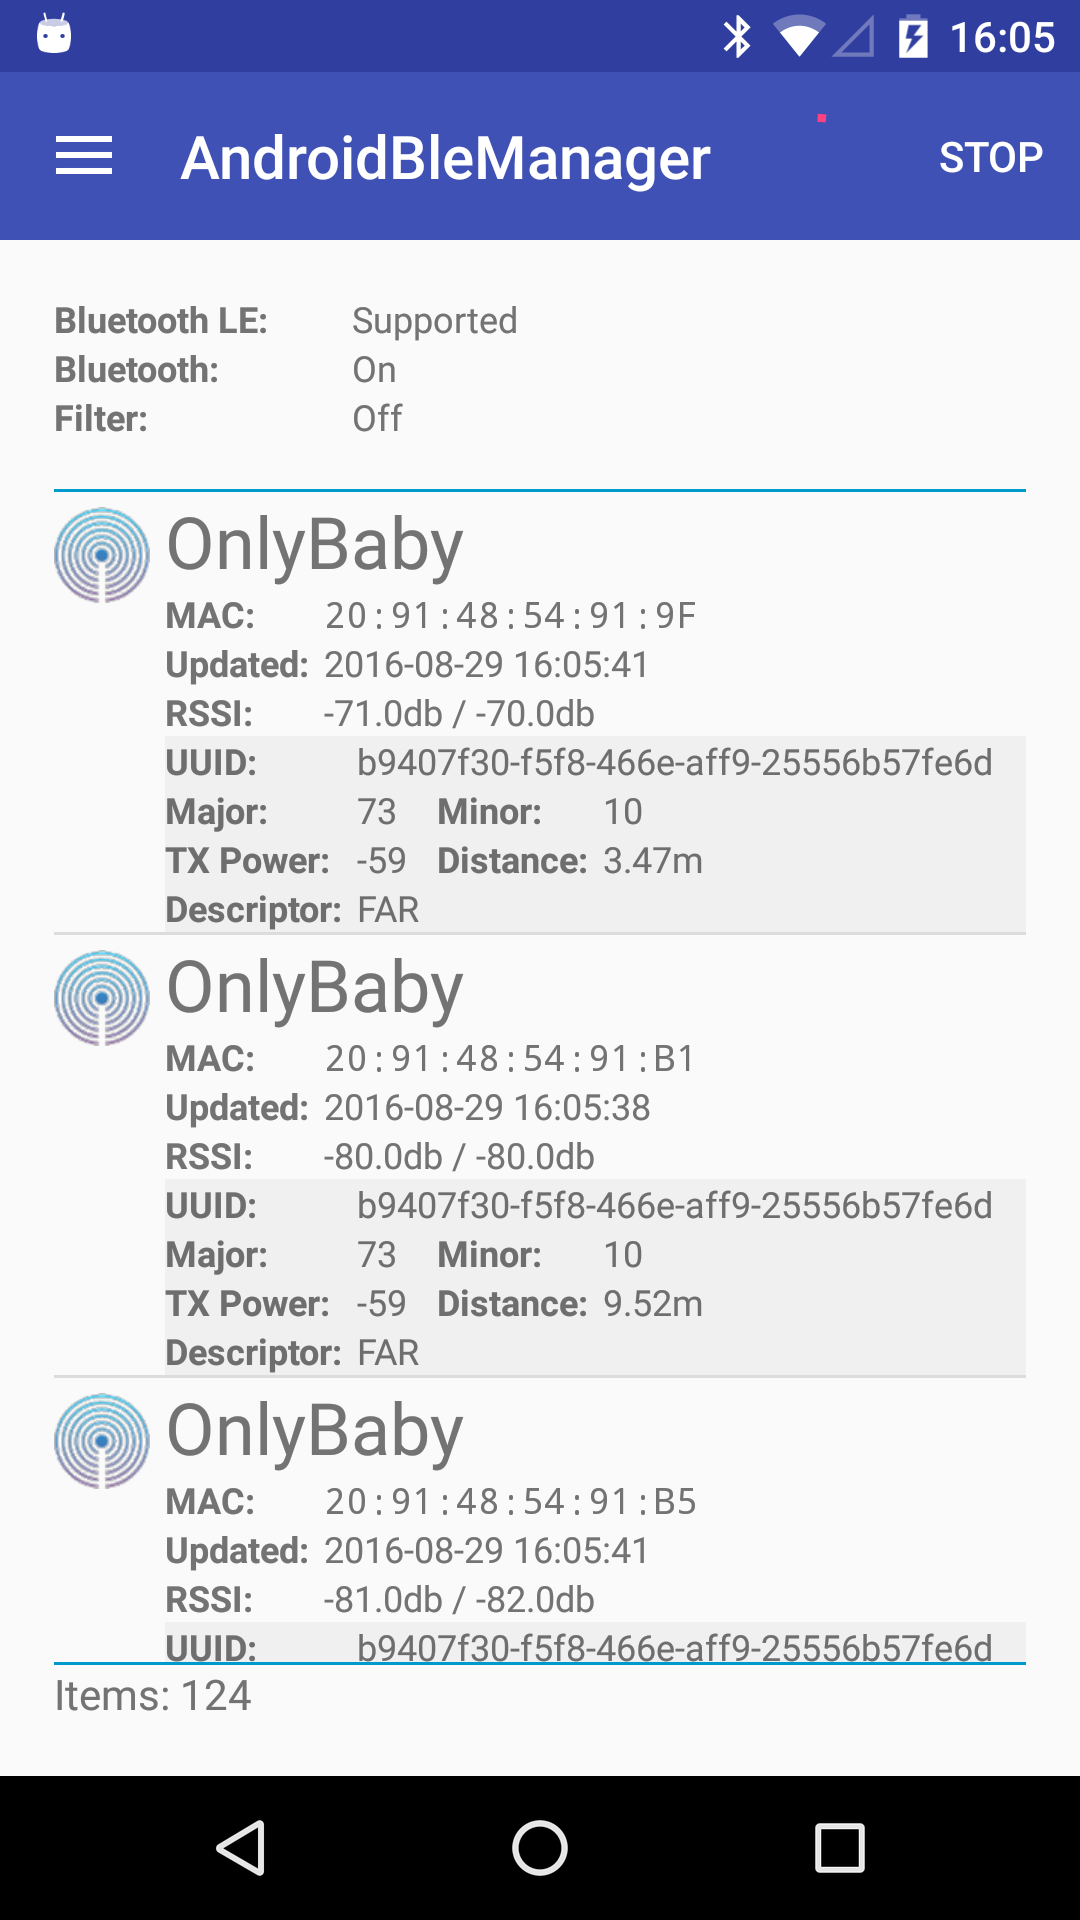 16:05
AndroidBleManager STOP
Bluetooth LE: Supported
Bluetooth: On
Filter: Off
OnlyBaby
MAC: 20:91:48:54:91:9F
Updated: 2016-08-29 16:05:41
RSSI: -71.0db / -70.0db
UUID: b9407f30-f5f8-466e-aff9-25556b57fe6d
Major: 73 Minor: 10
TX Power: -59 Distance: 3.47m
Descriptor: FAR
OnlyBaby
MAC: 20:91:48:54:91:B1
Updated: 2016-08-29 16:05:38
RSSI: -80.0db / -80.0db
UUID: b9407f30-f5f8-466e-aff9-25556b57fe6d
Major: 73 Minor: 10
TX Power: -59 Distance: 9.52m
Descriptor: FAR
OnlyBaby
MAC: 20:91:48:54:91:B5
Updated: 2016-08-29 16:05:41
RSSI: -81.0db / -82.0db
UUID: b9407f30-f5f8-466e-aff9-25556b57fe6d
Items: 124